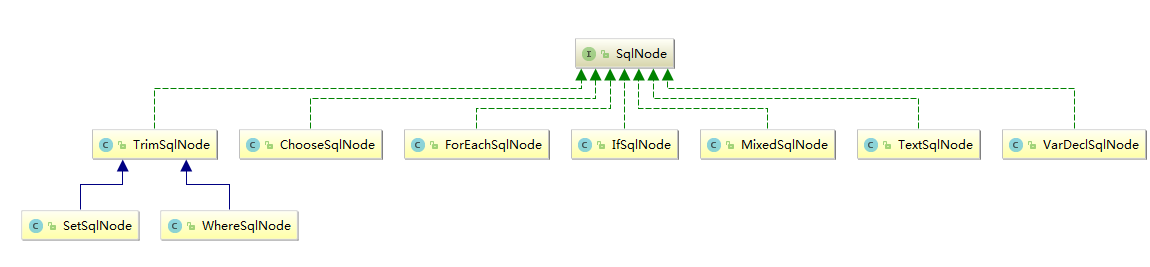 I SqlNode
C TrimSqlNode C ChooseSqlNode C ForEachSqlNode C IfSqlNode C MixedSqlNode C TextSqlNode C VarDeclSqlNode
C SetSqlNode C WhereSqlNode